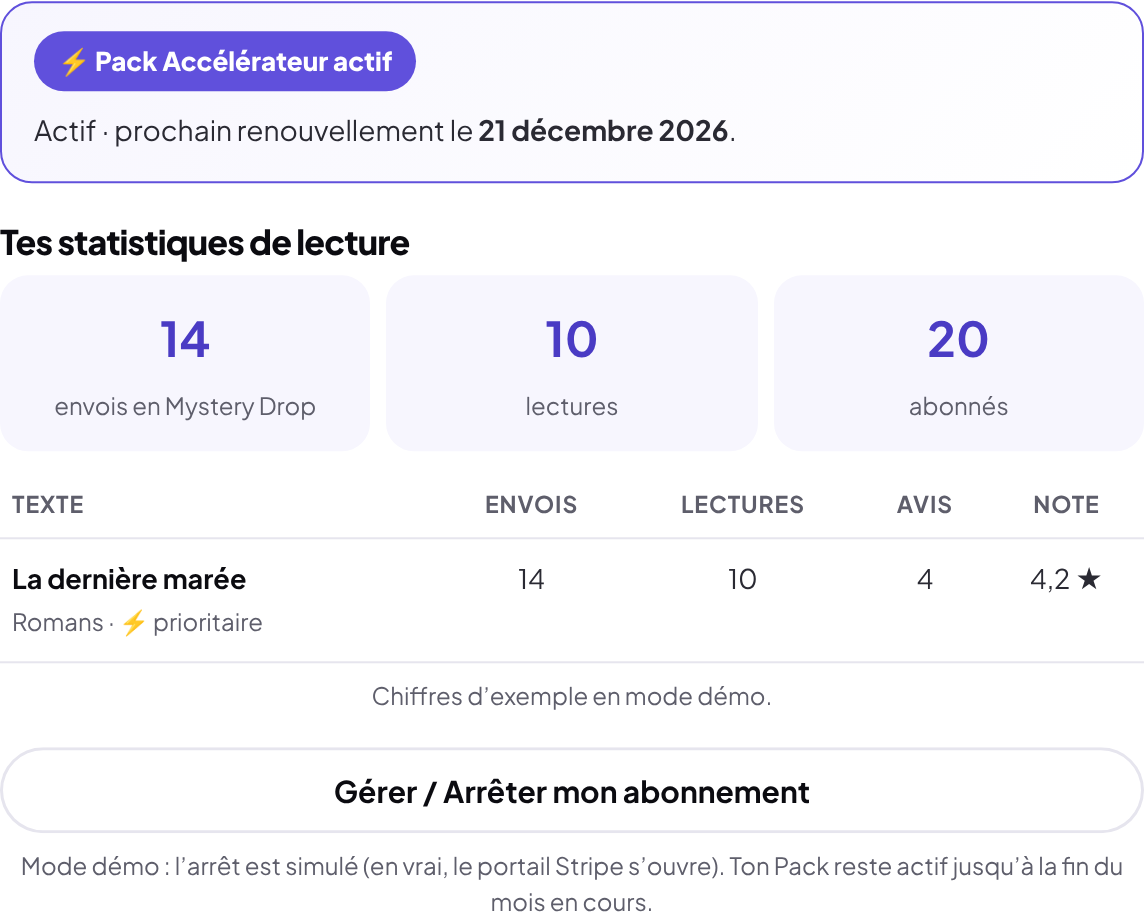 ⚡ Pack Accélérateur actif
Actif · prochain renouvellement le 21 décembre 2026.
Tes statistiques de lecture
14
envois en Mystery Drop
10
lectures
20
abonnés
TEXTE ENVOIS LECTURES AVIS NOTE
La dernière marée 14 10 4 4,2 ★
Romans · ⚡ prioritaire
Chiffres d’exemple en mode démo.
Gérer / Arrêter mon abonnement
Mode démo : l’arrêt est simulé (en vrai, le portail Stripe s’ouvre). Ton Pack reste actif jusqu’à la fin du
mois en cours.